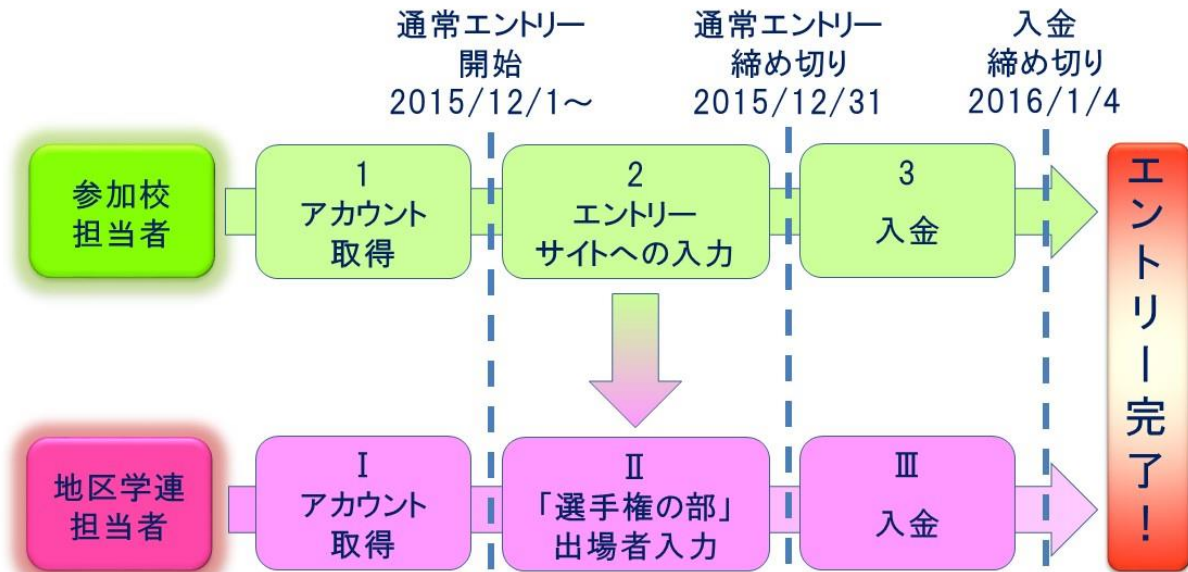 通常エントリー
開始
2015/12/1～
通常エントリー
締め切り
2015/12/31
入金
締め切り
2016/1/4
参加校
担当者
1
アカウント
取得
2
エントリー
サイトへの入力
3
入金
エントリー完了！
地区学連
担当者
Ⅰ
アカウント
取得
Ⅱ
「選手権の部」
出場者入力
Ⅲ
入金